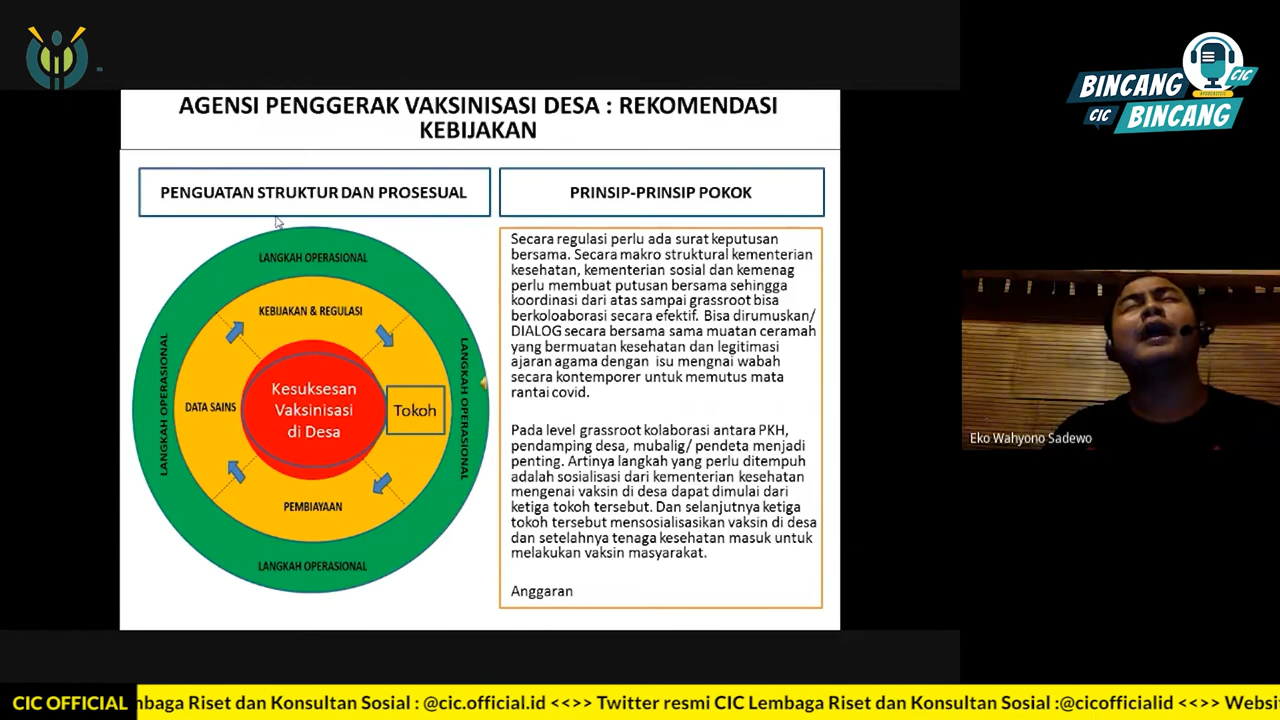 AGENSI PENGGERAK VAKSINISASI DESA : REKOMENDASI
KEBIJAKAN
PENGUATAN STRUKTUR DAN PROSESUAL
LANGKAH OPERASIONAL
KEBIJAKAN & REGULASI
LANGKAH OPERASIONAL
DATA SAINS
Kesuksesan
Vaksinisasi
di Desa
Tokoh
LANGKAH OPERASIONAL
PEMBIAYAAN
LANGKAH OPERASIONAL
PRINSIP-PRINSIP POKOK
Secara regulasi perlu ada surat keputusan
bersama. Secara makro struktural kementerian
kesehatan, kementerian sosial dan kemenag
perlu membuat putusan bersama sehingga
koordinasi dari atas sampai grassroot bisa
berkoloaborasi secara efektif. Bisa dirumuskan/
DIALOG secara bersama sama muatan ceramah
yang bermuatan kesehatan dan legitimasi
ajaran agama dengan isu mengnai wabah
secara kontemporer untuk memutus mata
rantai covid.
Pada level grassroot kolaborasi antara PKH,
pendamping desa, mubalig/ pendeta menjadi
penting. Artinya langkah yang perlu ditempuh
adalah sosialisasi dari kementerian kesehatan
mengenai vaksin di desa dapat dimulai dari
ketiga tokoh tersebut. Dan selanjutnya ketiga
tokoh tersebut mensosialisasikan vaksin di desa
dan setelahnya tenaga kesehatan masuk untuk
melakukan vaksin masyarakat.
Anggaran
BINCANG
CIC
CIC
BINCANG
Eko Wahyono Sadewo
CIC OFFICIAL
mbaga Riset dan Konsultan Sosial : @cic.official.id <<>> Twitter resmi CIC Lembaga Riset dan Konsultan Sosial :@cicofficialid <<>> Websi